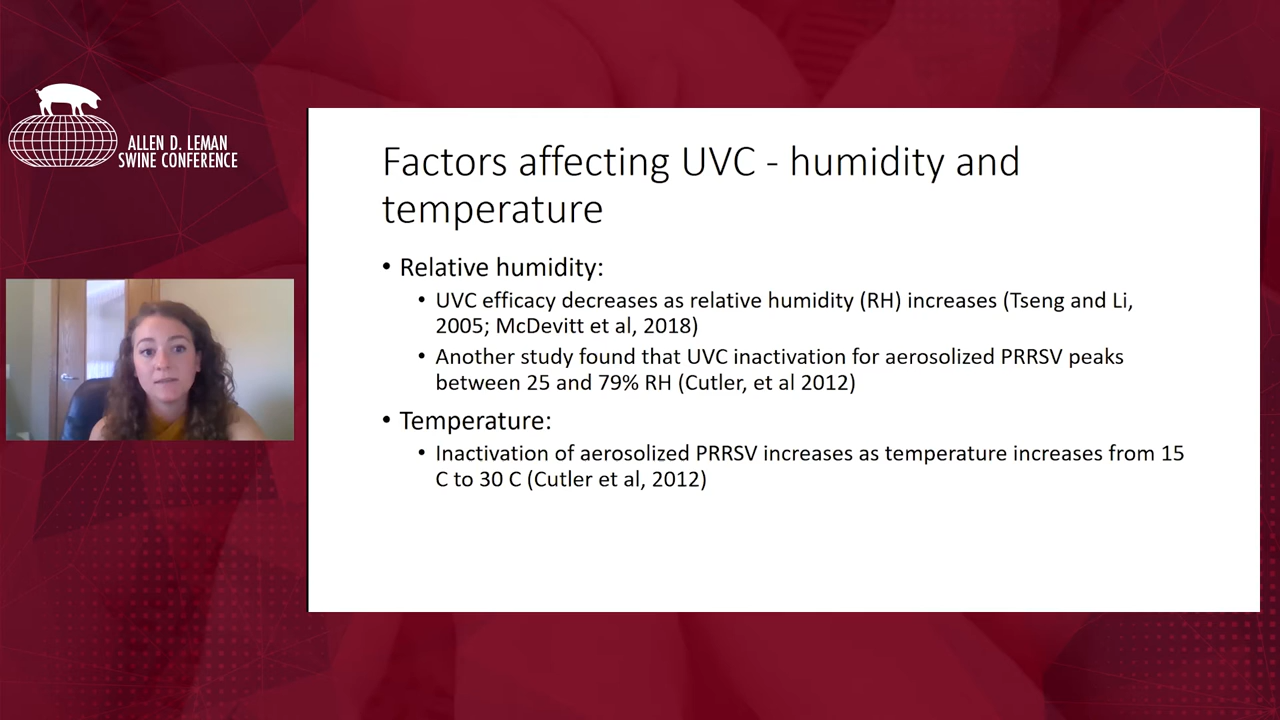 ALLEN D. LEMAN
SWINE CONFERENCE
Factors affecting UVC - humidity and
temperature
• Relative humidity:
• UVC efficacy decreases as relative humidity (RH) increases (Tseng and Li,
2005; McDevitt et al, 2018)
• Another study found that UVC inactivation for aerosolized PRRSV peaks
between 25 and 79% RH (Cutler, et al 2012)
• Temperature:
• Inactivation of aerosolized PRRSV increases as temperature increases from 15
C to 30 C (Cutler et al, 2012)